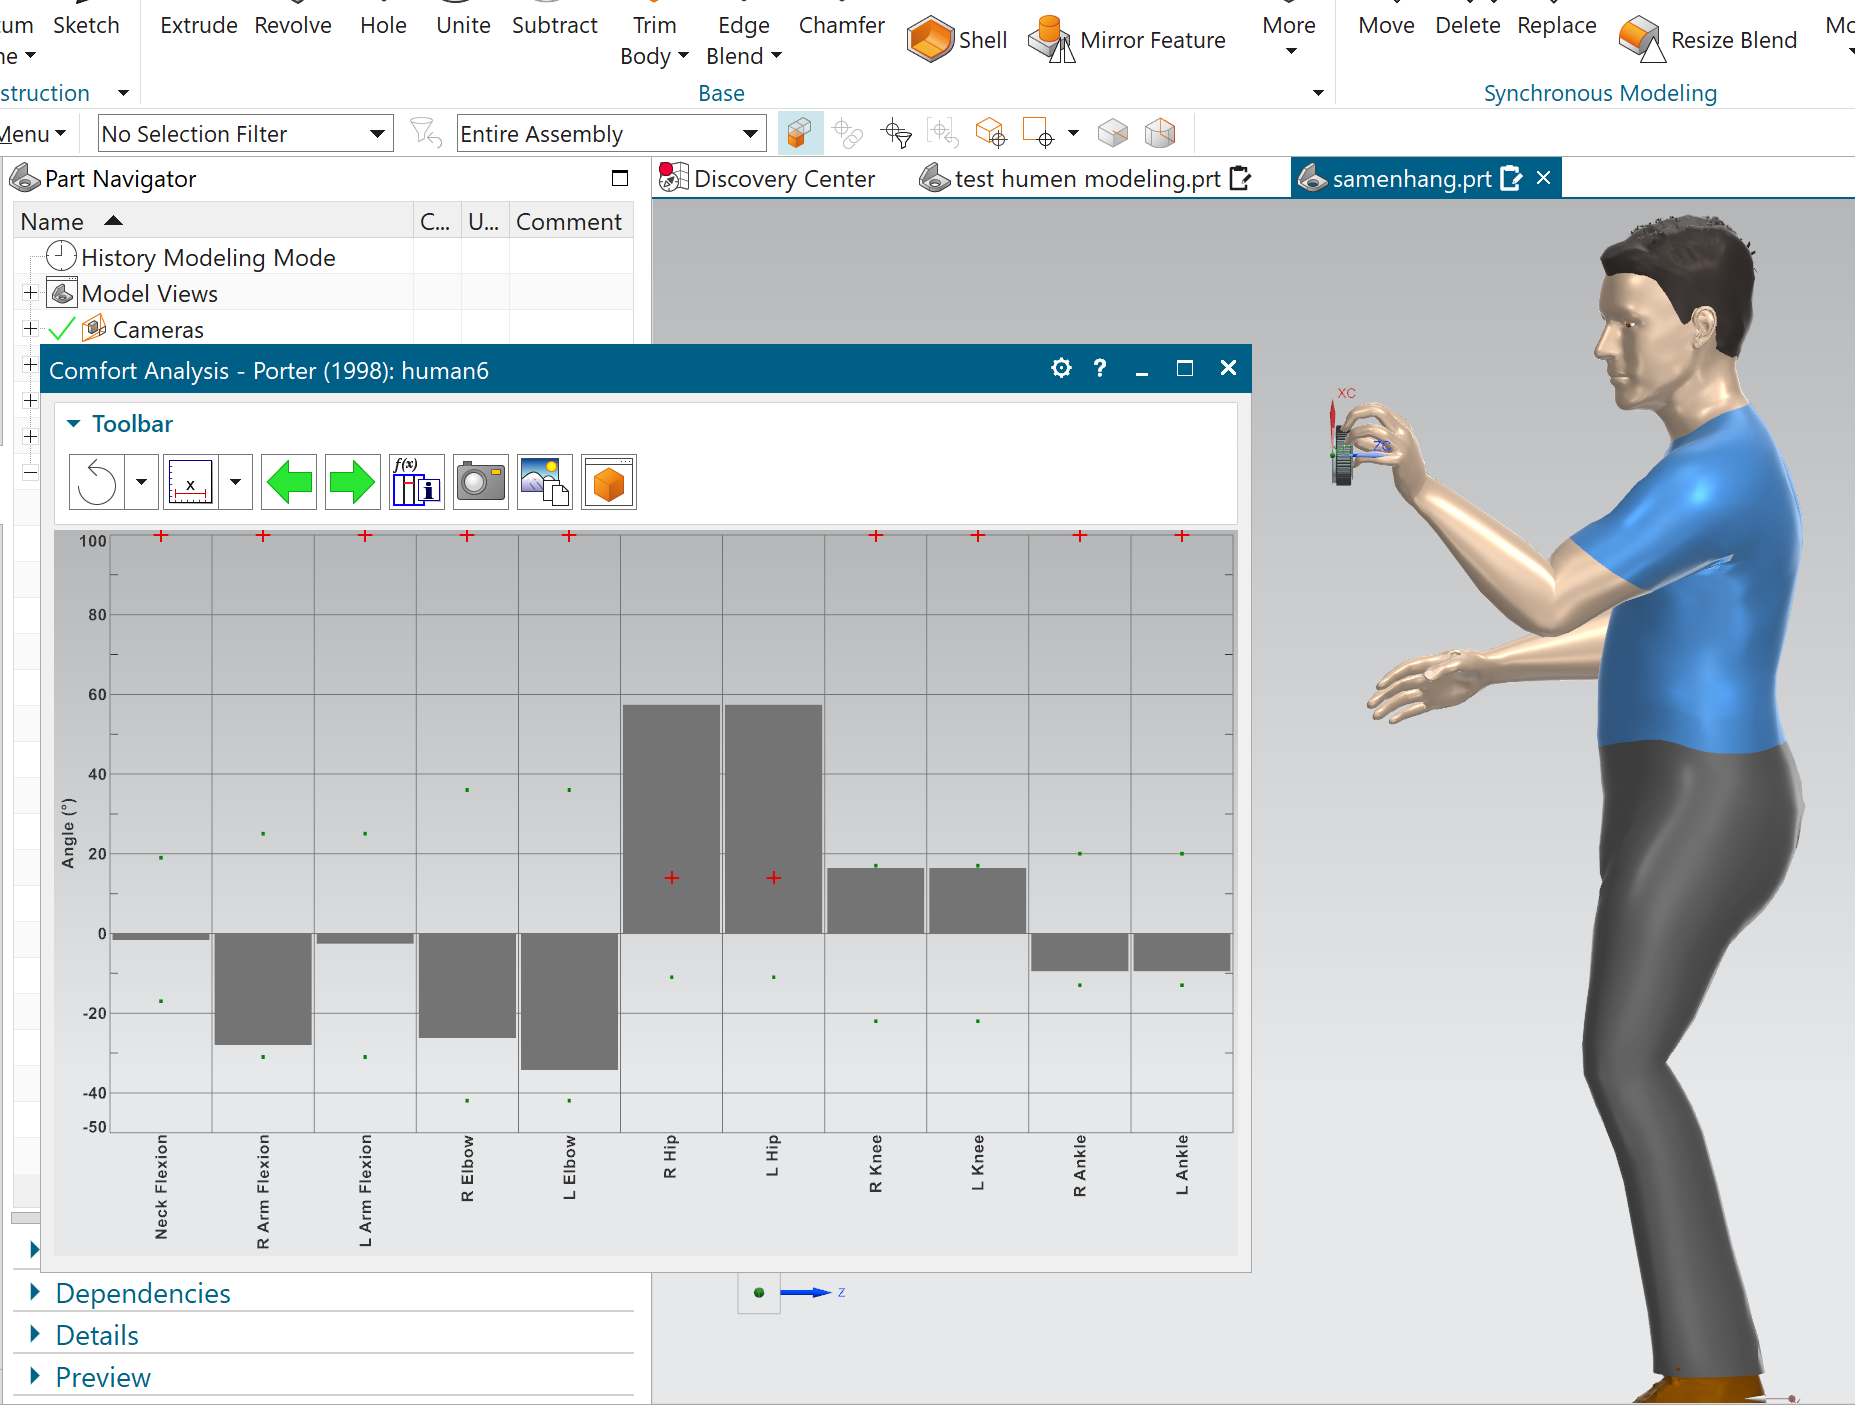 Sketch
Extrude Revolve Hole Unite Subtract Trim Body Edge Blend Chamfer Shell Mirror Feature More Move Delete Replace Resize Blend
struction Base Synchronous Modeling
Menu No Selection Filter Entire Assembly
Part Navigator
Discovery Center test humen modeling.prt samenhang.prt
Name C... U... Comment
History Modeling Mode
Model Views
Cameras
Comfort Analysis - Porter (1998): human6
Toolbar
f(x)
x
XC
ZC
100
80
60
40
20
0
-20
-40
-50
Angle (°)
Neck Flexion
R Arm Flexion
L Arm Flexion
R Elbow
L Elbow
R Hip
L Hip
R Knee
L Knee
R Ankle
L Ankle
Dependencies
Details
Preview
Z